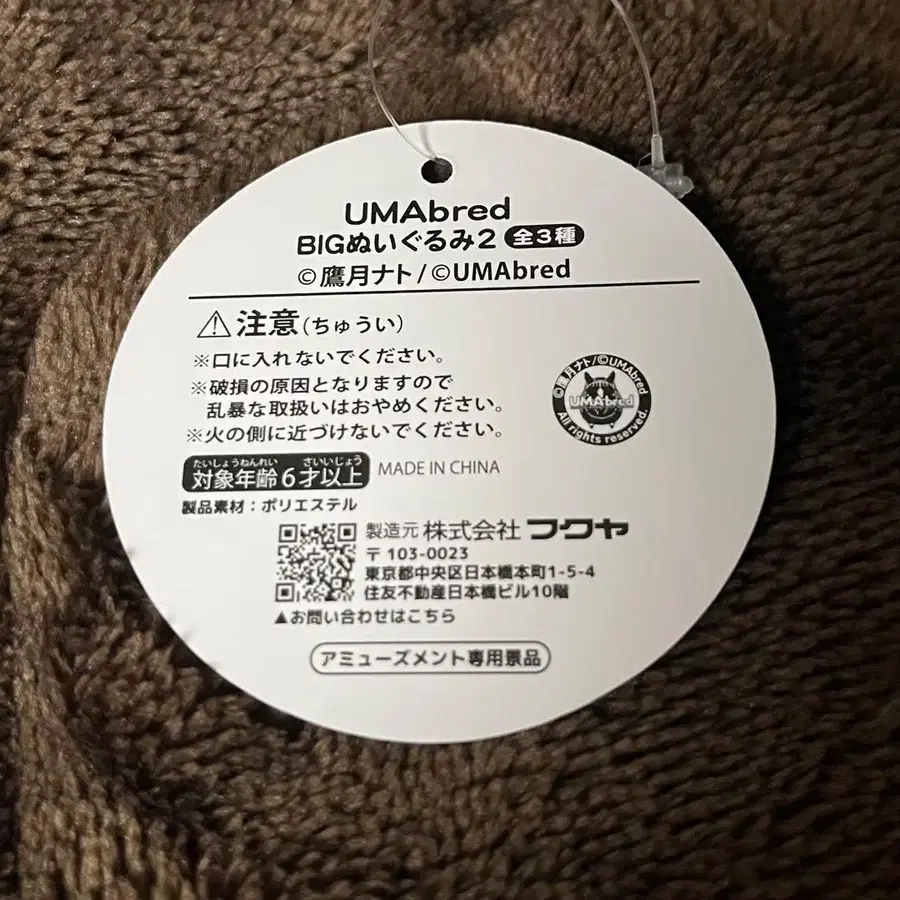 UMAbred
BIGぬいぐるみ2 全3種
©鷹月ナト/©UMAbred
⚠注意(ちゅうい)
※口に入れないでください。
※破損の原因となりますので
乱暴な取扱いはおやめください。
※火の側に近づけないでください。
©鷹月ナト/©UMAbred
UMAbred
All rights reserved.
たいしょうねんれい さいいじょう
対象年齢6才以上 MADE IN CHINA
製品素材:ポリエステル
製造元 株式会社 フクヤ
〒103-0023
東京都中央区日本橋本町1-5-4
住友不動産日本橋ビル10階
▲お問い合わせはこちら
アミューズメント専用景品